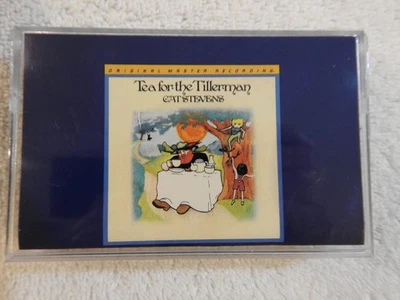 ORIGINAL MASTER RECORDING
Tea for the Tillerman
CAT STEVENS